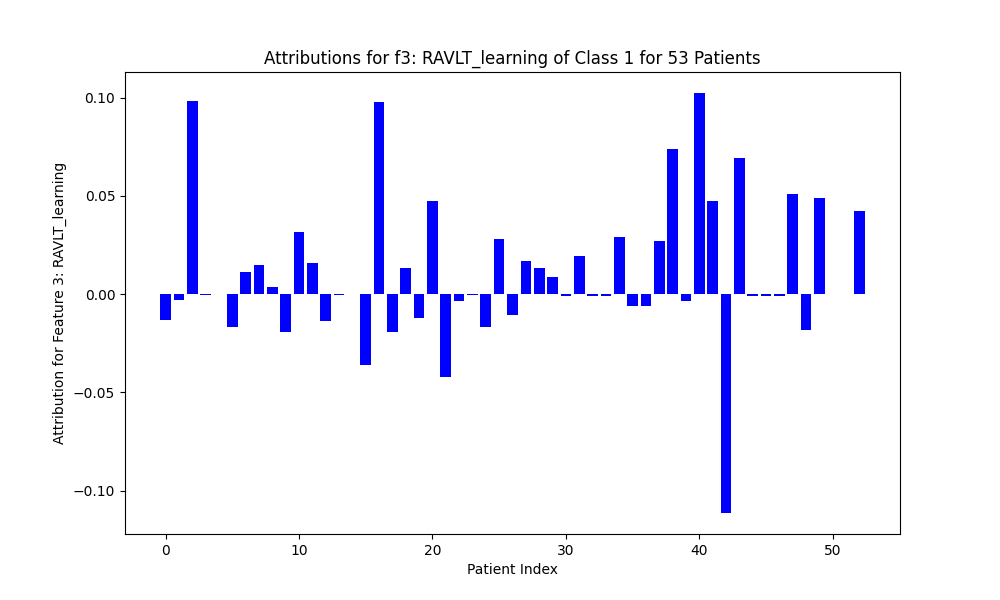 Attributions for f3: RAVLT_learning of Class 1 for 53 Patients
Attribution for Feature 3: RAVLT_learning
0.10
0.05
0.00
−0.05
−0.10
0 10 20 30 40 50
Patient Index